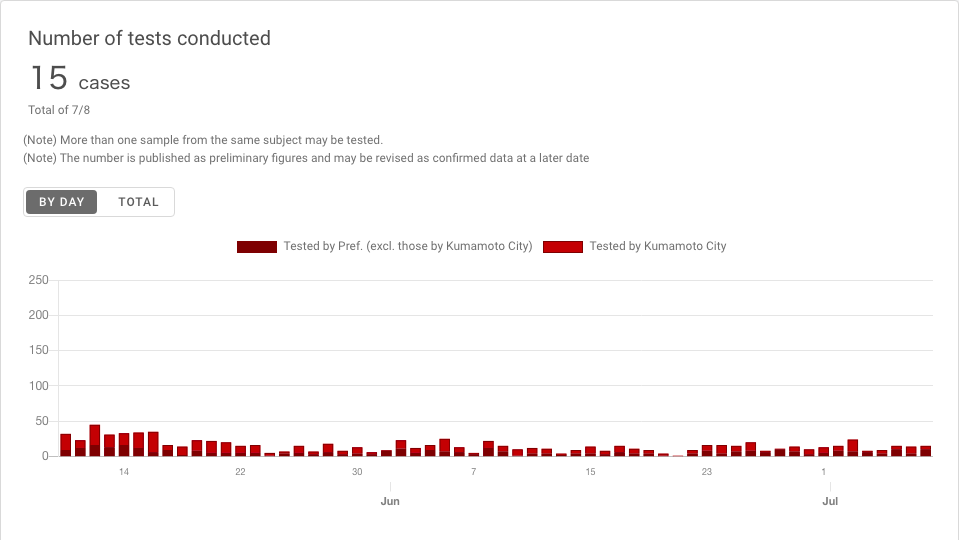 Number of tests conducted
15 cases
Total of 7/8
(Note) More than one sample from the same subject may be tested.
(Note) The number is published as preliminary figures and may be revised as confirmed data at a later date
BY DAY TOTAL
Tested by Pref. (excl. those by Kumamoto City) Tested by Kumamoto City
250
200
150
100
50
0
14 22 30 7 15 23 1
Jun Jul